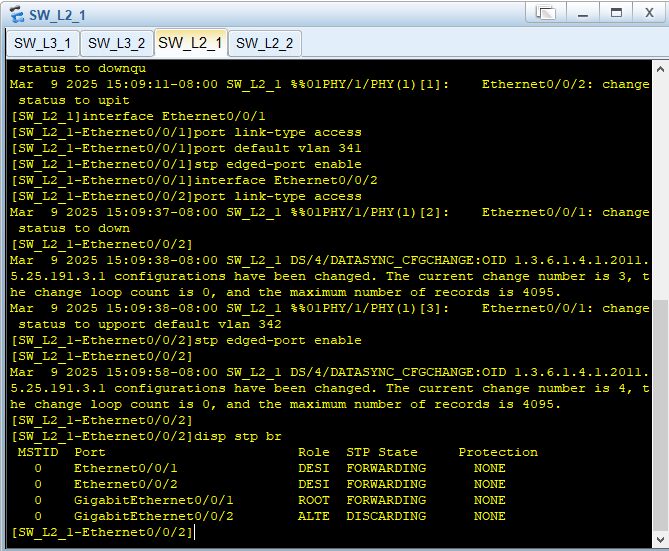 SW_L2_1
SW_L3_1 SW_L3_2 SW_L2_1 SW_L2_2
status to downqu
Mar  9 2025 15:09:11-08:00 SW_L2_1 %%01PHY/1/PHY(1)[1]:    Ethernet0/0/2: change
status to upit
[SW_L2_1]interface Ethernet0/0/1
[SW_L2_1-Ethernet0/0/1]port link-type access
[SW_L2_1-Ethernet0/0/1]port default vlan 341
[SW_L2_1-Ethernet0/0/1]stp edged-port enable
[SW_L2_1-Ethernet0/0/1]interface Ethernet0/0/2
[SW_L2_1-Ethernet0/0/2]port link-type access
Mar  9 2025 15:09:37-08:00 SW_L2_1 %%01PHY/1/PHY(1)[2]:    Ethernet0/0/1: change
status to down
[SW_L2_1-Ethernet0/0/2]
Mar  9 2025 15:09:38-08:00 SW_L2_1 DS/4/DATASYNC_CFGCHANGE:OID 1.3.6.1.4.1.2011.
5.25.191.3.1 configurations have been changed. The current change number is 3, t
he change loop count is 0, and the maximum number of records is 4095.
Mar  9 2025 15:09:38-08:00 SW_L2_1 %%01PHY/1/PHY(1)[3]:    Ethernet0/0/1: change
status to upport default vlan 342
[SW_L2_1-Ethernet0/0/2]stp edged-port enable
[SW_L2_1-Ethernet0/0/2]
Mar  9 2025 15:09:58-08:00 SW_L2_1 DS/4/DATASYNC_CFGCHANGE:OID 1.3.6.1.4.1.2011.
5.25.191.3.1 configurations have been changed. The current change number is 4, t
he change loop count is 0, and the maximum number of records is 4095.
[SW_L2_1-Ethernet0/0/2]
[SW_L2_1-Ethernet0/0/2]disp stp br
MSTID  Port                        Role  STP State     Protection
0    Ethernet0/0/1               DESI  FORWARDING      NONE
0    Ethernet0/0/2               DESI  FORWARDING      NONE
0    GigabitEthernet0/0/1        ROOT  FORWARDING      NONE
0    GigabitEthernet0/0/2        ALTE  DISCARDING      NONE
[SW_L2_1-Ethernet0/0/2]